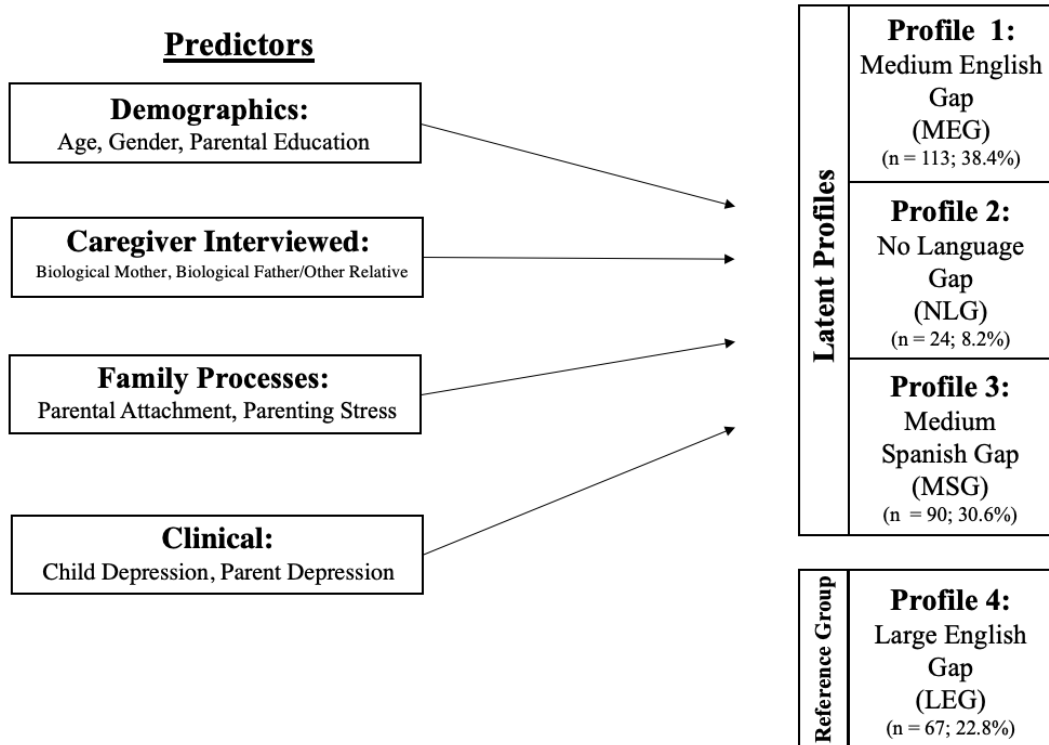 Predictors
Demographics:
Age, Gender, Parental Education
Caregiver Interviewed:
Biological Mother, Biological Father/Other Relative
Family Processes:
Parental Attachment, Parenting Stress
Clinical:
Child Depression, Parent Depression
Latent Profiles
Profile 1:
Medium English
Gap
(MEG)
(n = 113; 38.4%)
Profile 2:
No Language
Gap
(NLG)
(n = 24; 8.2%)
Profile 3:
Medium
Spanish Gap
(MSG)
(n = 90; 30.6%)
Reference Group
Profile 4:
Large English
Gap
(LEG)
(n = 67; 22.8%)